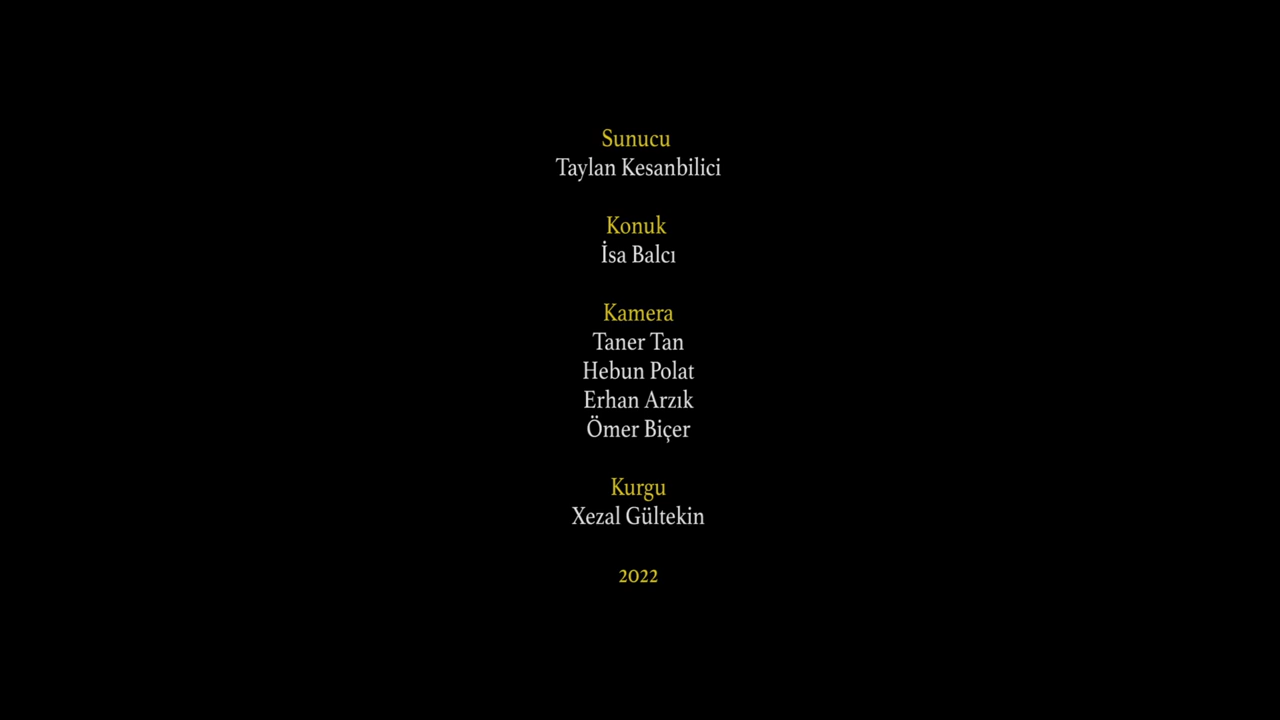 Sunucu
Taylan Kesanbilici
Konuk
İsa Balcı
Kamera
Taner Tan
Hebun Polat
Erhan Arzık
Ömer Biçer
Kurgu
Xezal Gültekin
2022